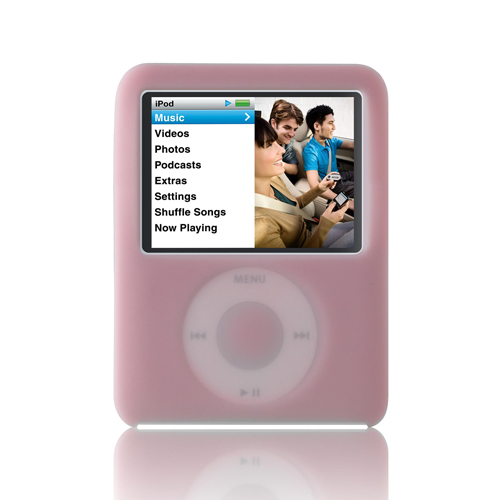 iPod
Music
Videos
Photos
Podcasts
Extras
Settings
Shuffle Songs
Now Playing
MENU